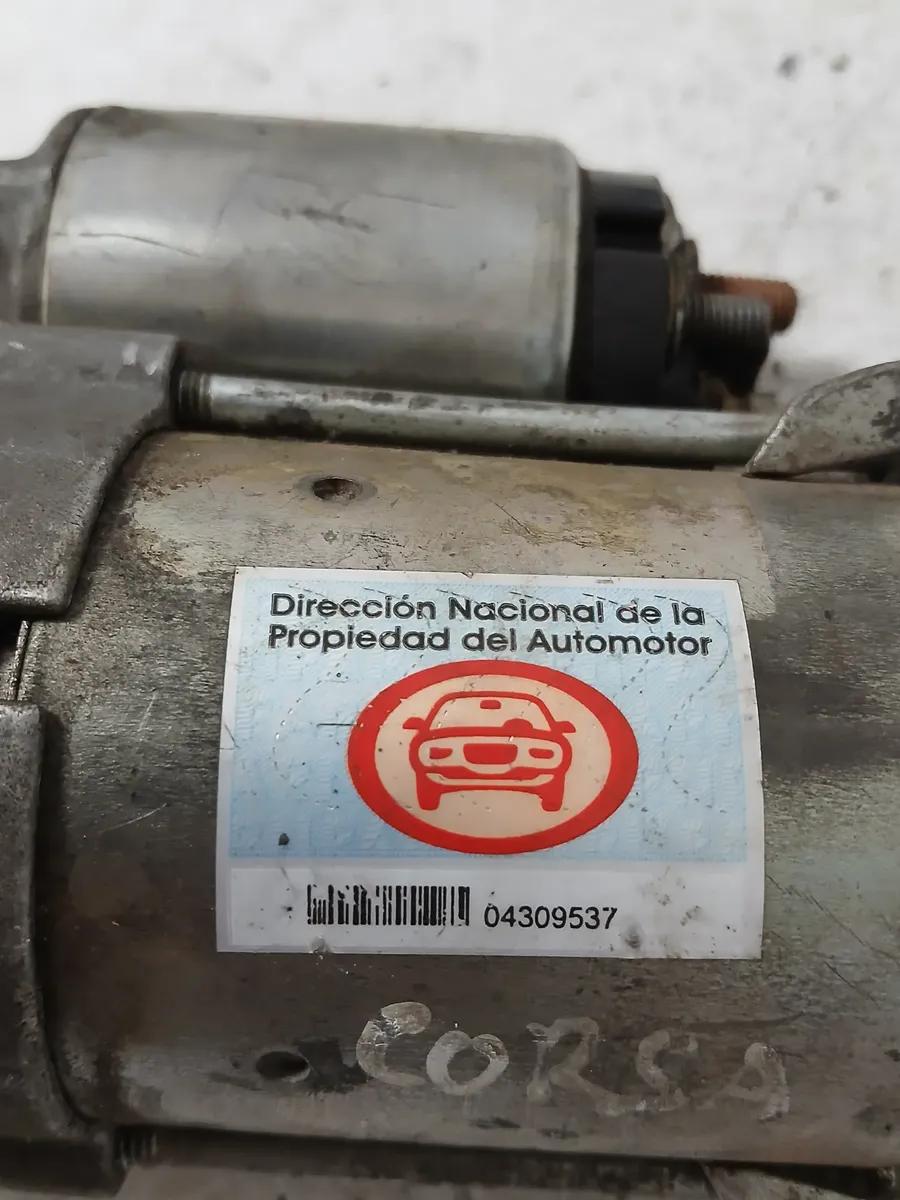 Dirección Nacional de la
Propiedad del Automotor
04309537
CORSA